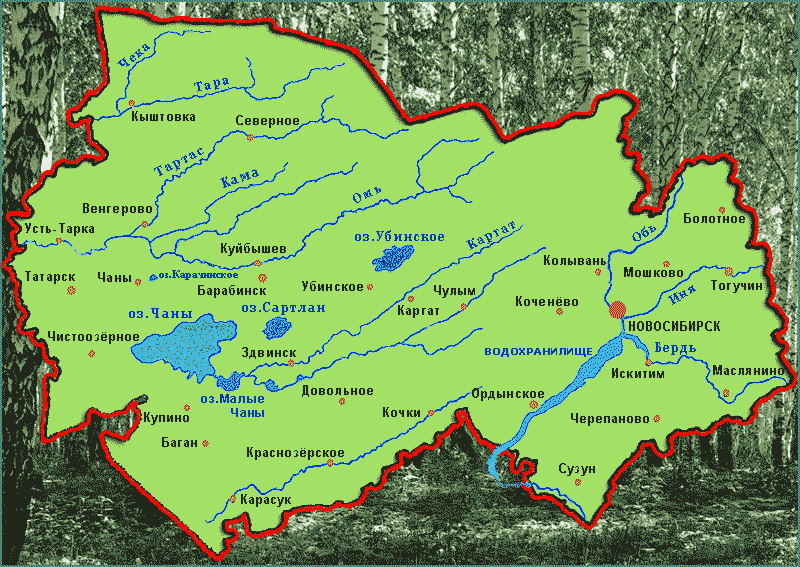 Чека
Тара
Кыштовка
Северное
Тартас
Кама
Омь
Венгерово
Усть-Тарка
Болотное
Обь
Каргат
оз.Убинское
Куйбышев
Колывань
Мошково
Татарск
Чаны
оз.Карачинское
Барабинск
Убинское
Чулым
Тогучин
Иня
Каргат
Коченёво
оз.Чаны
оз.Сартлан
НОВОСИБИРСК
Чистоозёрное
Здвинск
ВОДОХРАНИЛИЩЕ
Бердь
Искитим
Маслянино
оз.Малые
Чаны
Довольное
Ордынское
Купино
Кочки
Черепаново
Баган
Краснозёрское
Сузун
Карасук